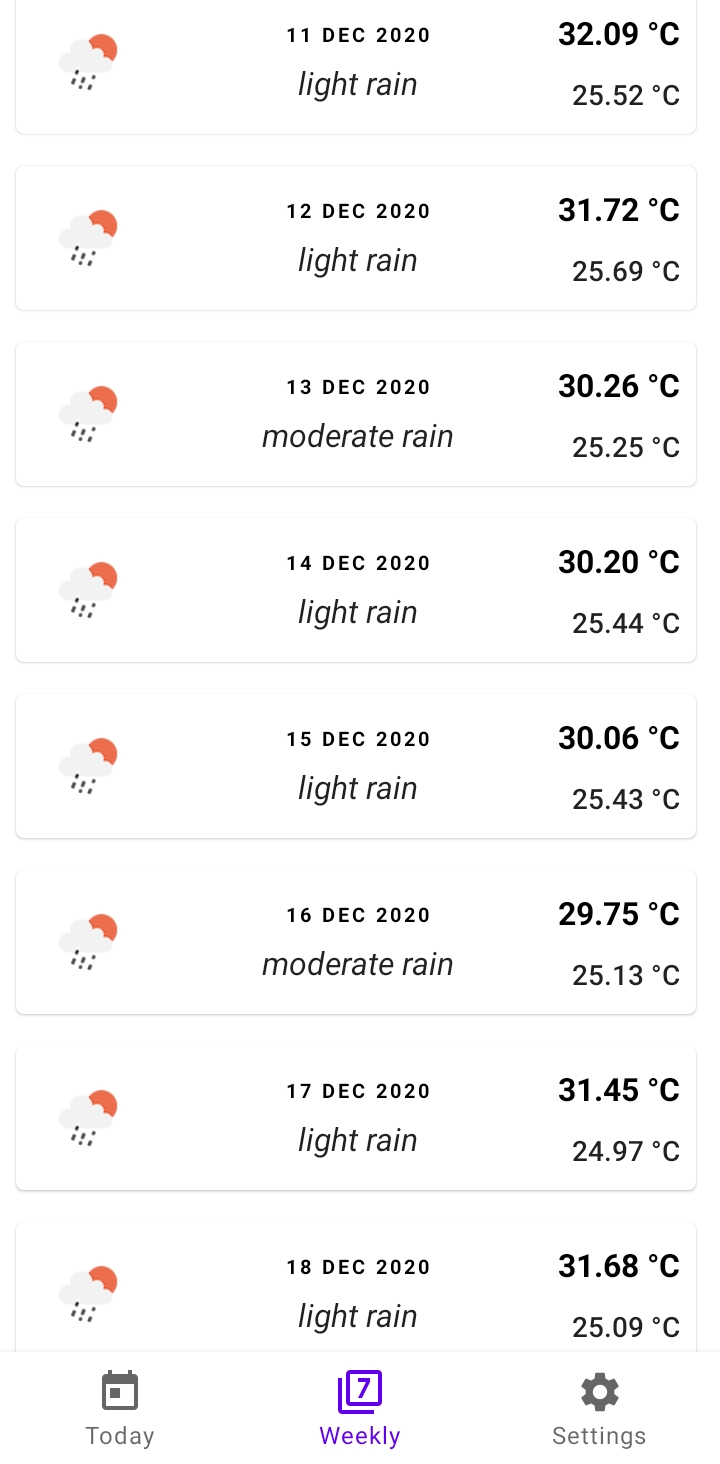 11 DEC 2020
light rain
32.09 °C
25.52 °C
12 DEC 2020
light rain
31.72 °C
25.69 °C
13 DEC 2020
moderate rain
30.26 °C
25.25 °C
14 DEC 2020
light rain
30.20 °C
25.44 °C
15 DEC 2020
light rain
30.06 °C
25.43 °C
16 DEC 2020
moderate rain
29.75 °C
25.13 °C
17 DEC 2020
light rain
31.45 °C
24.97 °C
18 DEC 2020
light rain
31.68 °C
25.09 °C
7
Today
Weekly
Settings